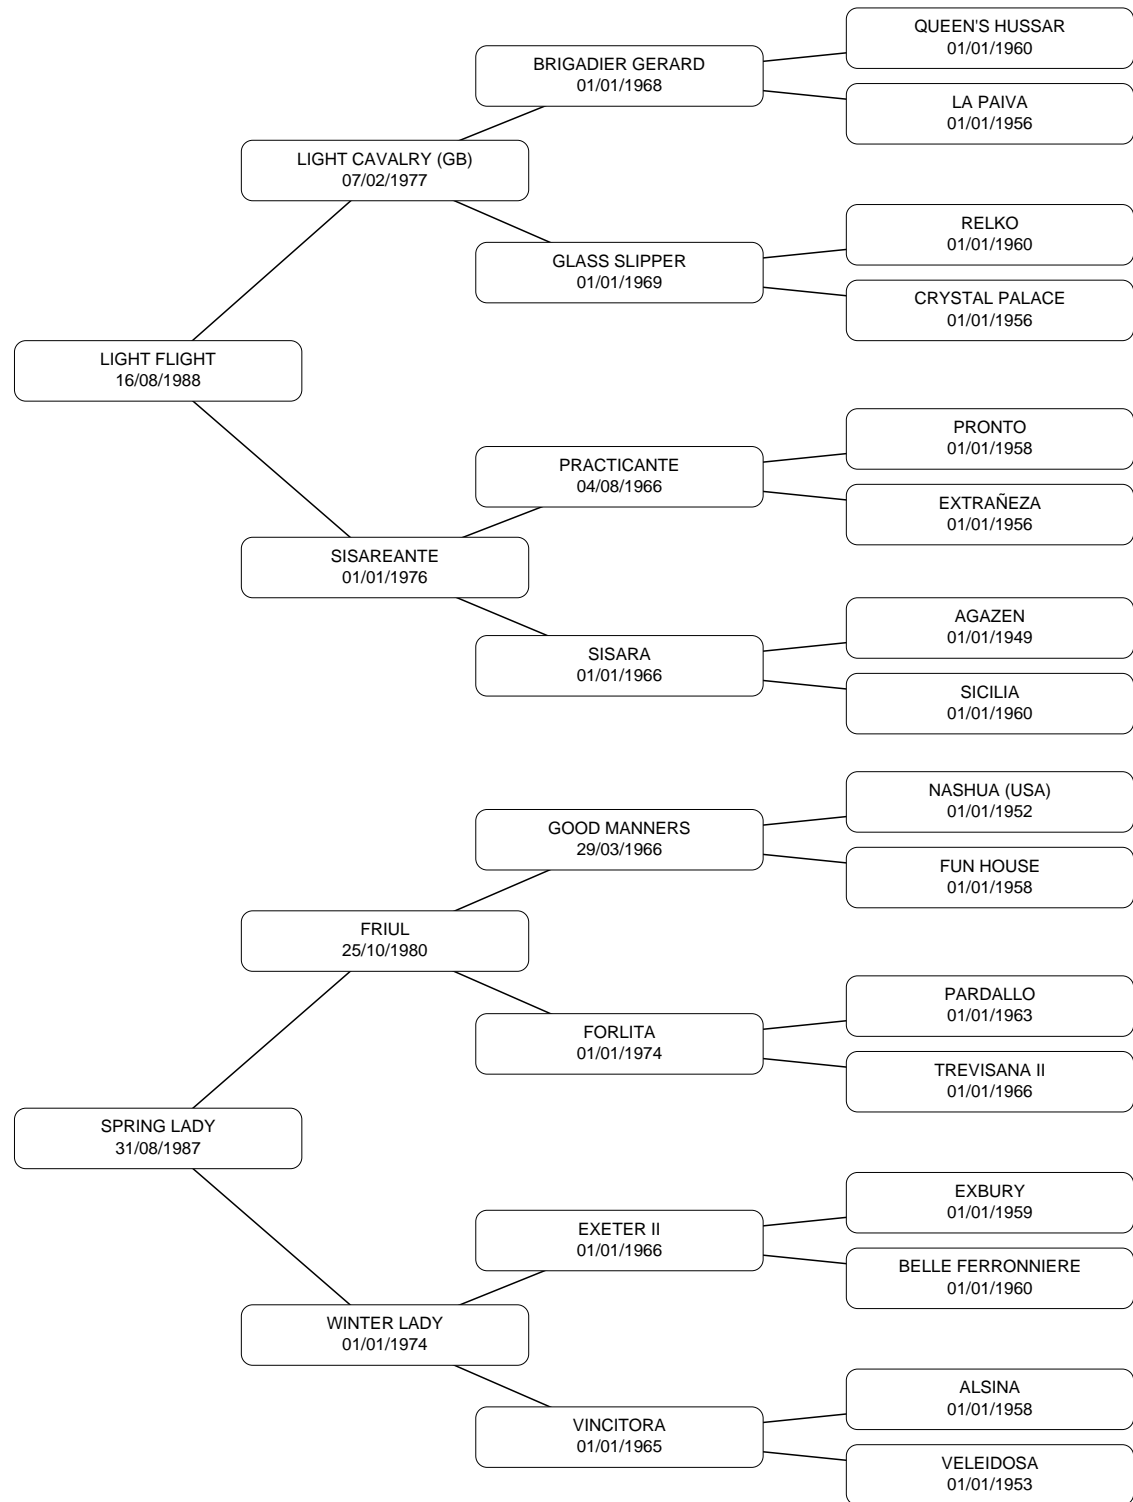 QUEEN'S HUSSAR
01/01/1960
BRIGADIER GERARD
01/01/1968
LA PAIVA
01/01/1956
LIGHT CAVALRY (GB)
07/02/1977
RELKO
01/01/1960
GLASS SLIPPER
01/01/1969
CRYSTAL PALACE
01/01/1956
LIGHT FLIGHT
16/08/1988
PRONTO
01/01/1958
PRACTICANTE
04/08/1966
EXTRAÑEZA
01/01/1956
SISAREANTE
01/01/1976
AGAZEN
01/01/1949
SISARA
01/01/1966
SICILIA
01/01/1960
NASHUA (USA)
01/01/1952
GOOD MANNERS
29/03/1966
FUN HOUSE
01/01/1958
FRIUL
25/10/1980
PARDALLO
01/01/1963
FORLITA
01/01/1974
TREVISANA II
01/01/1966
SPRING LADY
31/08/1987
EXBURY
01/01/1959
EXETER II
01/01/1966
BELLE FERRONNIERE
01/01/1960
WINTER LADY
01/01/1974
ALSINA
01/01/1958
VINCITORA
01/01/1965
VELEIDOSA
01/01/1953